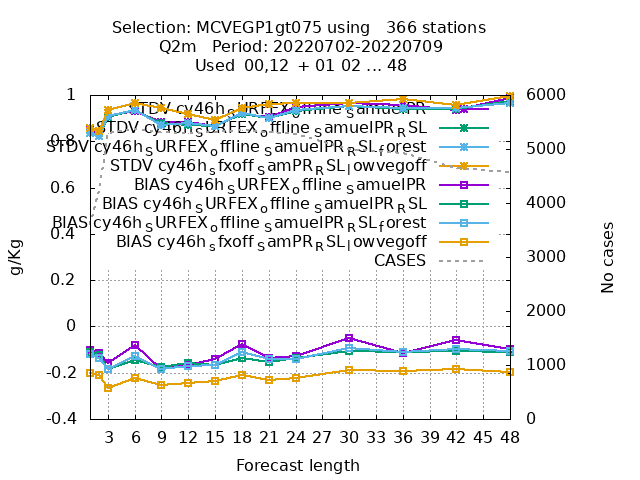 Selection: MCVEGP1gt075 using 366 stations
Q2m Period: 20220702-20220709
Used 00,12 + 01 02 ... 48
STDV cy46h_SURFEX_offline_SamuelPR
STDV cy46h_SURFEX_offline_SamuelPR_RSL
STDV cy46h_SURFEX_offline_SamuelPR_RSL_forest
STDV cy46h_sfxoff_SamPR_RSL_lowvegoff
BIAS cy46h_SURFEX_offline_SamuelPR
BIAS cy46h_SURFEX_offline_SamuelPR_RSL
BIAS cy46h_SURFEX_offline_SamuelPR_RSL_forest
BIAS cy46h_sfxoff_SamPR_RSL_lowvegoff
CASES
1
0.8
0.6
0.4
0.2
0
-0.2
-0.4
g/Kg
6000
5000
4000
3000
2000
1000
0
No cases
3 6 9 12 15 18 21 24 27 30 33 36 39 42 45 48
Forecast length